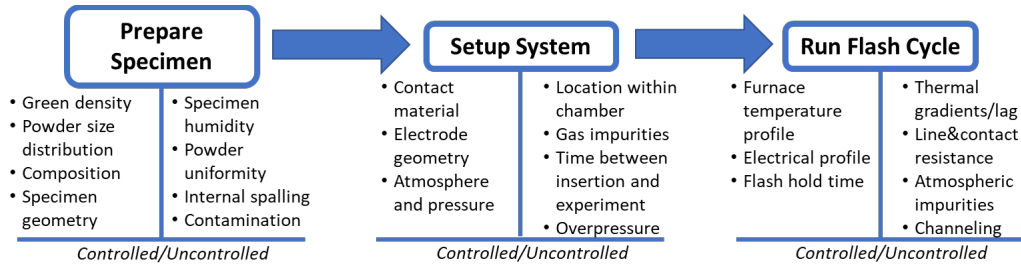 Prepare
Specimen
• Green density
• Powder size
distribution
• Composition
• Specimen
geometry
• Specimen
humidity
• Powder
uniformity
• Internal spalling
• Contamination
Controlled/Uncontrolled
Setup System
• Contact
material
• Electrode
geometry
• Atmosphere
and pressure
• Location within
chamber
• Gas impurities
• Time between
insertion and
experiment
• Overpressure
Controlled/Uncontrolled
Run Flash Cycle
• Furnace
temperature
profile
• Electrical profile
• Flash hold time
• Thermal
gradients/lag
• Line&contact
resistance
• Atmospheric
impurities
• Channeling
Controlled/Uncontrolled